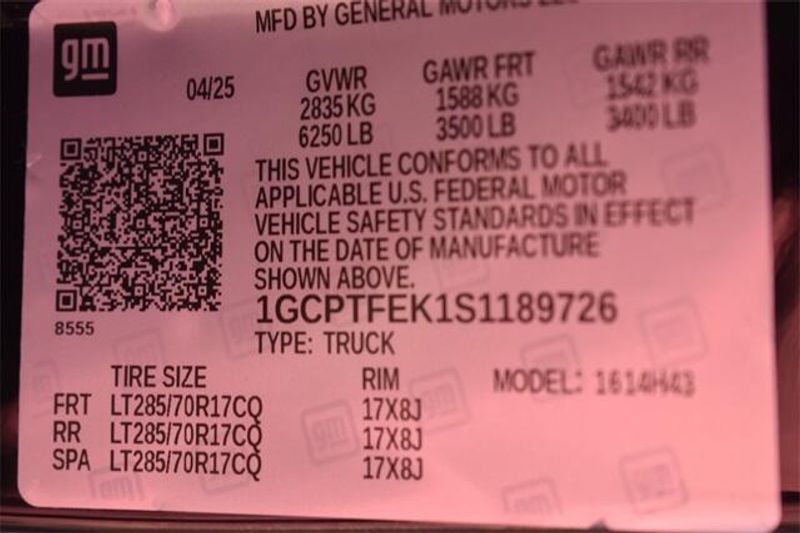 MFD BY GENERAL MOTORS LLC
gm
04/25
GVWR GAWR FRT GAWR RR
2835 KG 1588 KG 1542 KG
6250 LB 3500 LB 3400 LB
THIS VEHICLE CONFORMS TO ALL
APPLICABLE U.S. FEDERAL MOTOR
VEHICLE SAFETY STANDARDS IN EFFECT
ON THE DATE OF MANUFACTURE
SHOWN ABOVE.
1GCPTFEK1S1189726
8555
TYPE: TRUCK
TIRE SIZE RIM MODEL: 1614H43
FRT LT285/70R17CQ 17X8J
RR LT285/70R17CQ 17X8J
SPA LT285/70R17CQ 17X8J